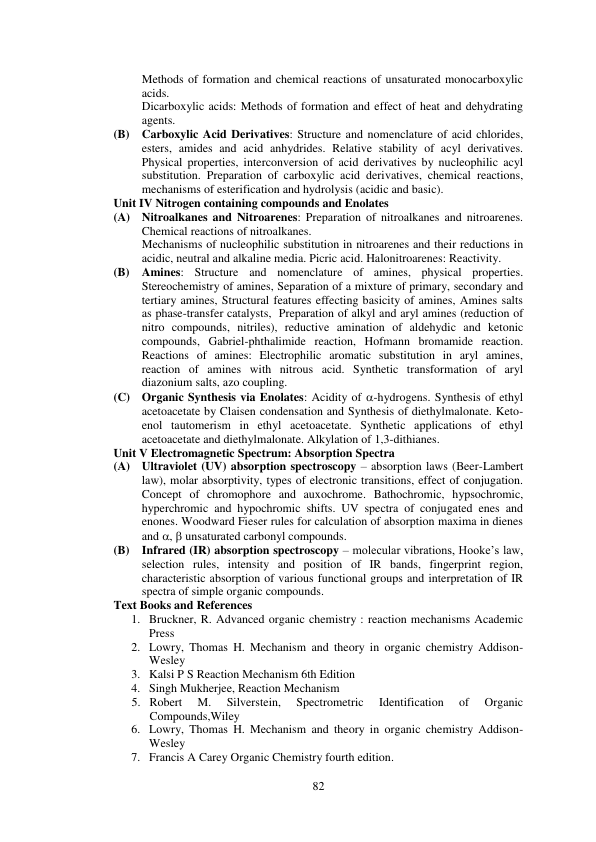 Methods of formation and chemical reactions of unsaturated monocarboxylic
acids.
Dicarboxylic acids: Methods of formation and effect of heat and dehydrating
agents.
(B) Carboxylic Acid Derivatives: Structure and nomenclature of acid chlorides,
esters, amides and acid anhydrides. Relative stability of acyl derivatives.
Physical properties, interconversion of acid derivatives by nucleophilic acyl
substitution. Preparation of carboxylic acid derivatives, chemical reactions,
mechanisms of esterification and hydrolysis (acidic and basic).
Unit IV Nitrogen containing compounds and Enolates
(A) Nitroalkanes and Nitroarenes: Preparation of nitroalkanes and nitroarenes.
Chemical reactions of nitroalkanes.
Mechanisms of nucleophilic substitution in nitroarenes and their reductions in
acidic, neutral and alkaline media. Picric acid. Halonitroarenes: Reactivity.
(B) Amines: Structure and nomenclature of amines, physical properties.
Stereochemistry of amines, Separation of a mixture of primary, secondary and
tertiary amines, Structural features effecting basicity of amines, Amines salts
as phase-transfer catalysts, Preparation of alkyl and aryl amines (reduction of
nitro compounds, nitriles), reductive amination of aldehydic and ketonic
compounds, Gabriel-phthalimide reaction, Hofmann bromamide reaction.
Reactions of amines: Electrophilic aromatic substitution in aryl amines,
reaction of amines with nitrous acid. Synthetic transformation of aryl
diazonium salts, azo coupling.
(C) Organic Synthesis via Enolates: Acidity of α-hydrogens. Synthesis of ethyl
acetoacetate by Claisen condensation and Synthesis of diethylmalonate. Keto-
enol tautomerism in ethyl acetoacetate. Synthetic applications of ethyl
acetoacetate and diethylmalonate. Alkylation of 1,3-dithianes.
Unit V Electromagnetic Spectrum: Absorption Spectra
(A) Ultraviolet (UV) absorption spectroscopy – absorption laws (Beer-Lambert
law), molar absorptivity, types of electronic transitions, effect of conjugation.
Concept of chromophore and auxochrome. Bathochromic, hypsochromic,
hyperchromic and hypochromic shifts. UV spectra of conjugated enes and
enones. Woodward Fieser rules for calculation of absorption maxima in dienes
and α, β unsaturated carbonyl compounds.
(B) Infrared (IR) absorption spectroscopy – molecular vibrations, Hooke's law,
selection rules, intensity and position of IR bands, fingerprint region,
characteristic absorption of various functional groups and interpretation of IR
spectra of simple organic compounds.
Text Books and References
1. Bruckner, R. Advanced organic chemistry : reaction mechanisms Academic
Press
2. Lowry, Thomas H. Mechanism and theory in organic chemistry Addison-
Wesley
3. Kalsi P S Reaction Mechanism 6th Edition
4. Singh Mukherjee, Reaction Mechanism
5. Robert M. Silverstein, Spectrometric Identification of Organic
Compounds,Wiley
6. Lowry, Thomas H. Mechanism and theory in organic chemistry Addison-
Wesley
7. Francis A Carey Organic Chemistry fourth edition.
82